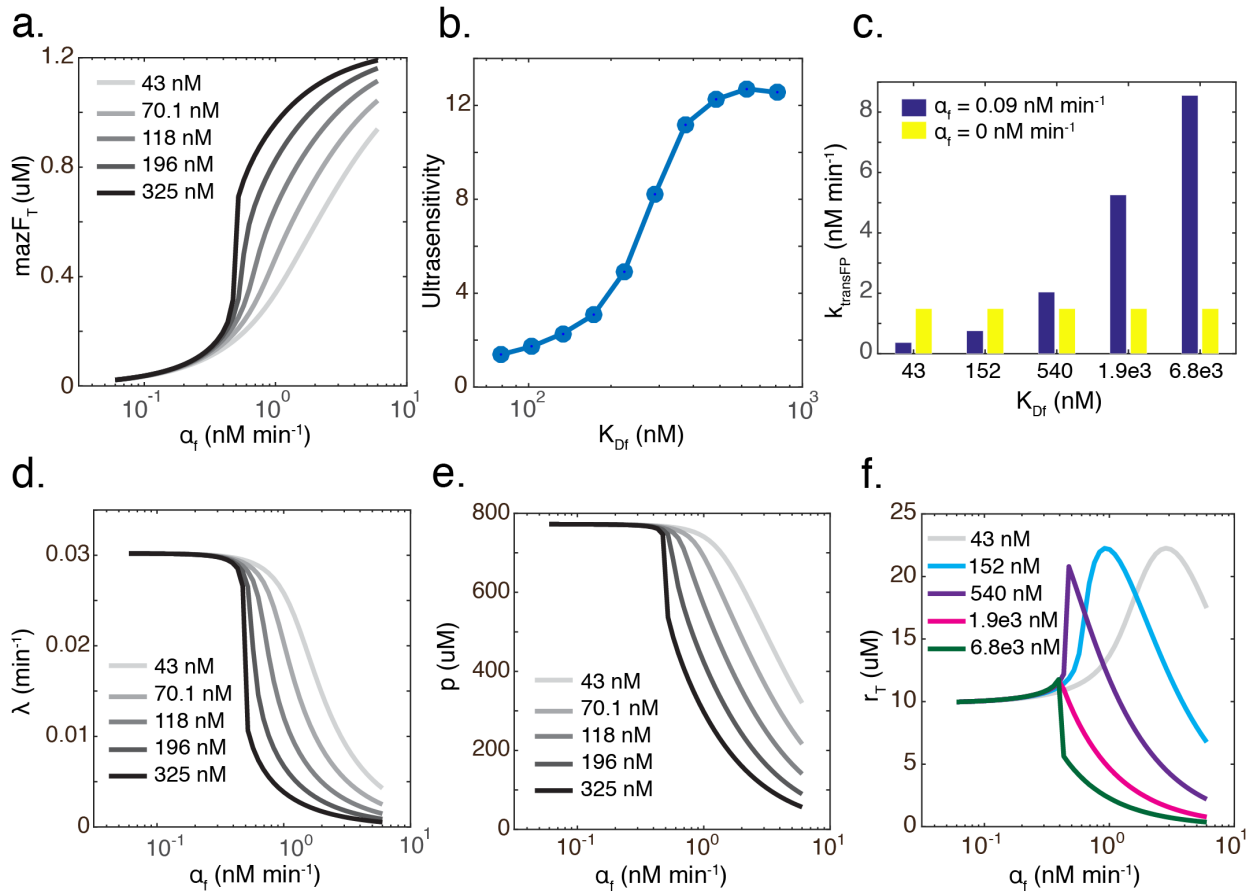 a.
1.2
0.8
0.4
0
mazF_T (uM)
43 nM
70.1 nM
118 nM
196 nM
325 nM
10^-1
10^0
10^1
α_f (nM min^-1)
b.
12
8
4
0
Ultrasensitivity
10^2
10^3
K_Df (nM)
c.
8
6
4
2
0
k_transFP (nM min^-1)
α_f = 0.09 nM min^-1
α_f = 0 nM min^-1
43 152 540 1.9e3 6.8e3
K_Df (nM)
d.
0.03
0.02
0.01
0
λ (min^-1)
43 nM
70.1 nM
118 nM
196 nM
325 nM
10^-1
10^0
10^1
α_f (nM min^-1)
e.
800
600
400
200
0
p (uM)
43 nM
70.1 nM
118 nM
196 nM
325 nM
10^-1
10^0
10^1
α_f (nM min^-1)
f.
25
20
15
10
5
0
r_T (uM)
43 nM
152 nM
540 nM
1.9e3 nM
6.8e3 nM
10^-1
10^0
10^1
α_f (nM min^-1)